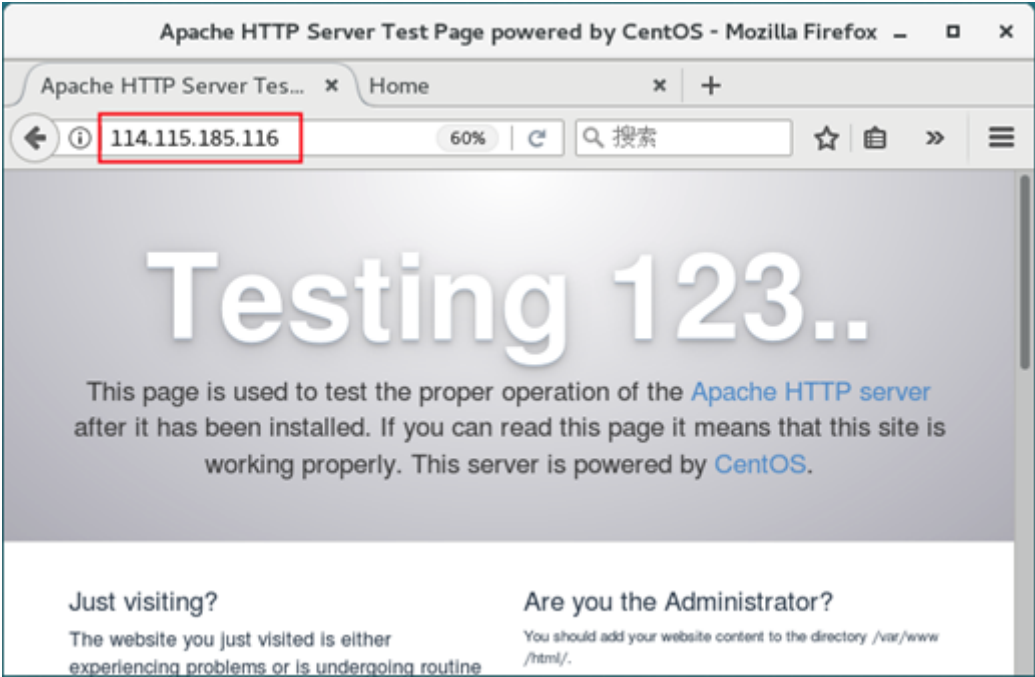 Apache HTTP Server Test Page powered by CentOS - Mozilla Firefox
Apache HTTP Server Tes...
Home
114.115.185.116
60%
搜索
Testing 123..
This page is used to test the proper operation of the Apache HTTP server
after it has been installed. If you can read this page it means that this site is
working properly. This server is powered by CentOS.
Just visiting?
The website you just visited is either
experiencing problems or is undergoing routine
Are you the Administrator?
You should add your website content to the directory /var/www
/html/.